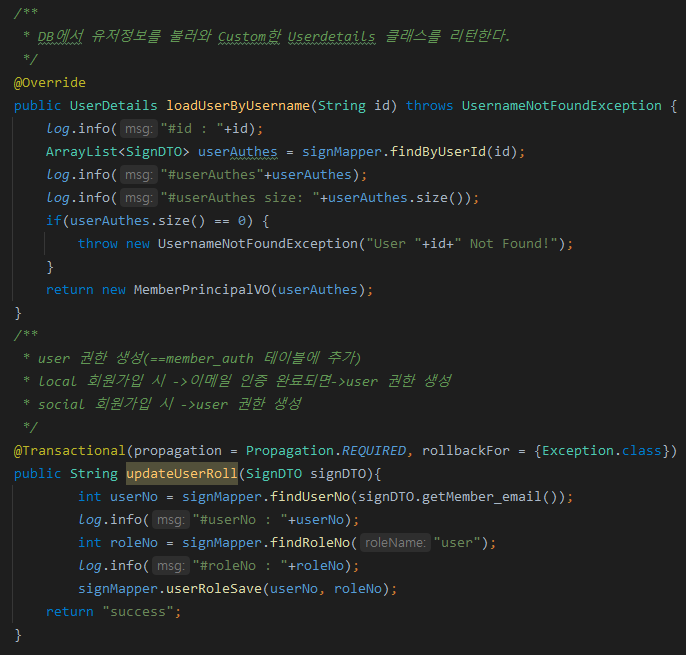 /**
 * DB에서 유저정보를 불러와 Custom한 Userdetails 클래스를 리턴한다.
 */
@Override
public UserDetails loadUserByUsername(String id) throws UsernameNotFoundException {
    log.info( msg: "#id : "+id);
    ArrayList<SignDTO> userAuthes = signMapper.findByUserId(id);
    log.info( msg: "#userAuthes"+userAuthes);
    log.info( msg: "#userAuthes size: "+userAuthes.size());
    if(userAuthes.size() == 0) {
        throw new UsernameNotFoundException("User "+id+" Not Found!");
    }
    return new MemberPrincipalVO(userAuthes);
}
/**
 * user 권한 생성(==member_auth 테이블에 추가)
 * local 회원가입 시 ->이메일 인증 완료되면->user 권한 생성
 * social 회원가입 시 ->user 권한 생성
 */
@Transactional(propagation = Propagation.REQUIRED, rollbackFor = {Exception.class})
public String updateUserRoll(SignDTO signDTO){
        int userNo = signMapper.findUserNo(signDTO.getMember_email());
        log.info( msg: "#userNo : "+userNo);
        int roleNo = signMapper.findRoleNo( roleName: "user");
        log.info( msg: "#roleNo : "+roleNo);
        signMapper.userRoleSave(userNo, roleNo);
    return "success";
}